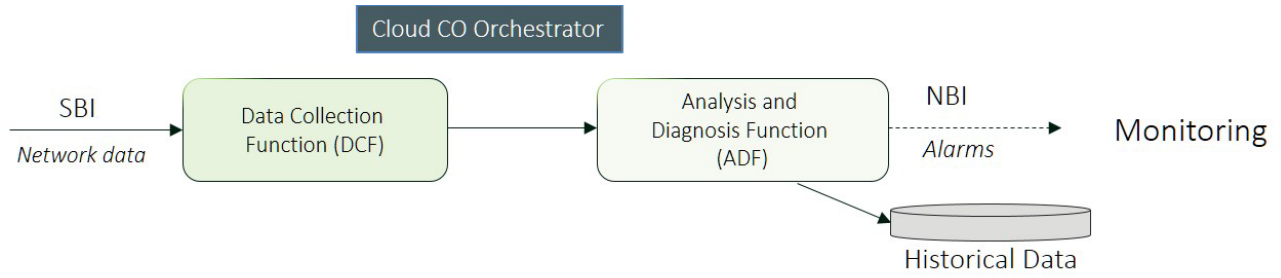 Cloud CO Orchestrator
SBI
Network data
Data Collection
Function (DCF)
Analysis and
Diagnosis Function
(ADF)
NBI
Alarms
Monitoring
Historical Data